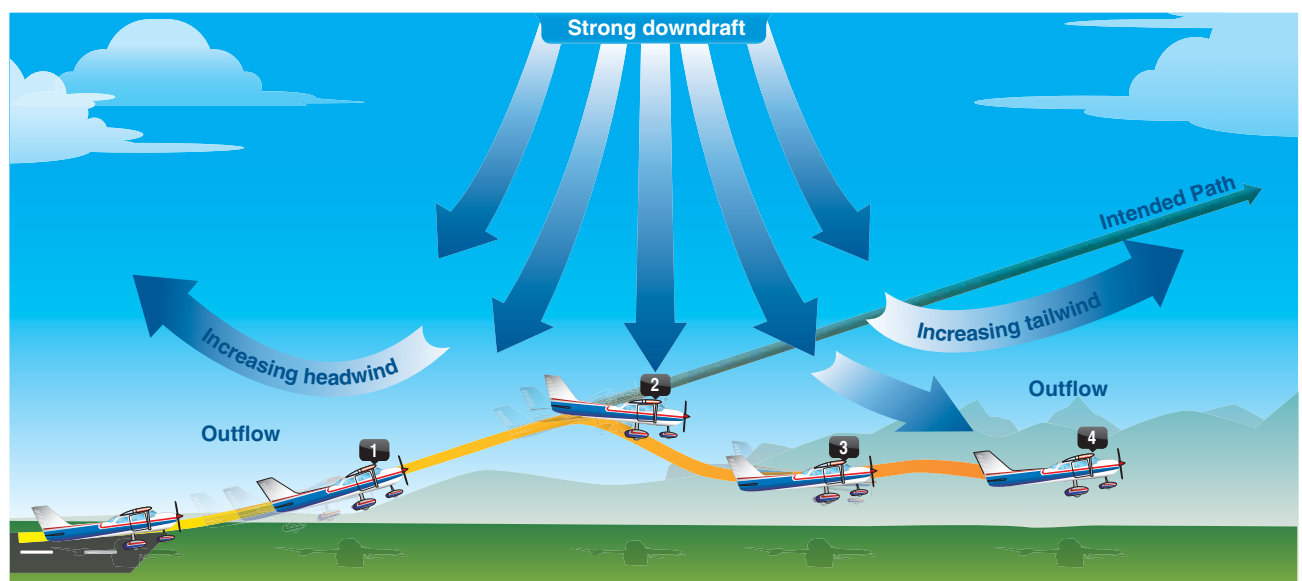 Strong downdraft
Intended Path
Increasing headwind
Increasing tailwind
Outflow
Outflow
1
2
3
4